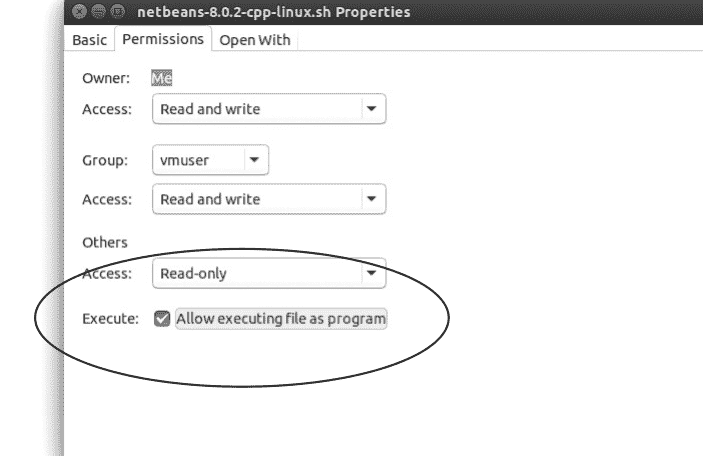 netbeans-8.0.2-cpp-linux.sh Properties
Basic Permissions Open With
Owner: Me
Access: Read and write
Group: vmuser
Access: Read and write
Others
Access: Read-only
Execute: Allow executing file as program